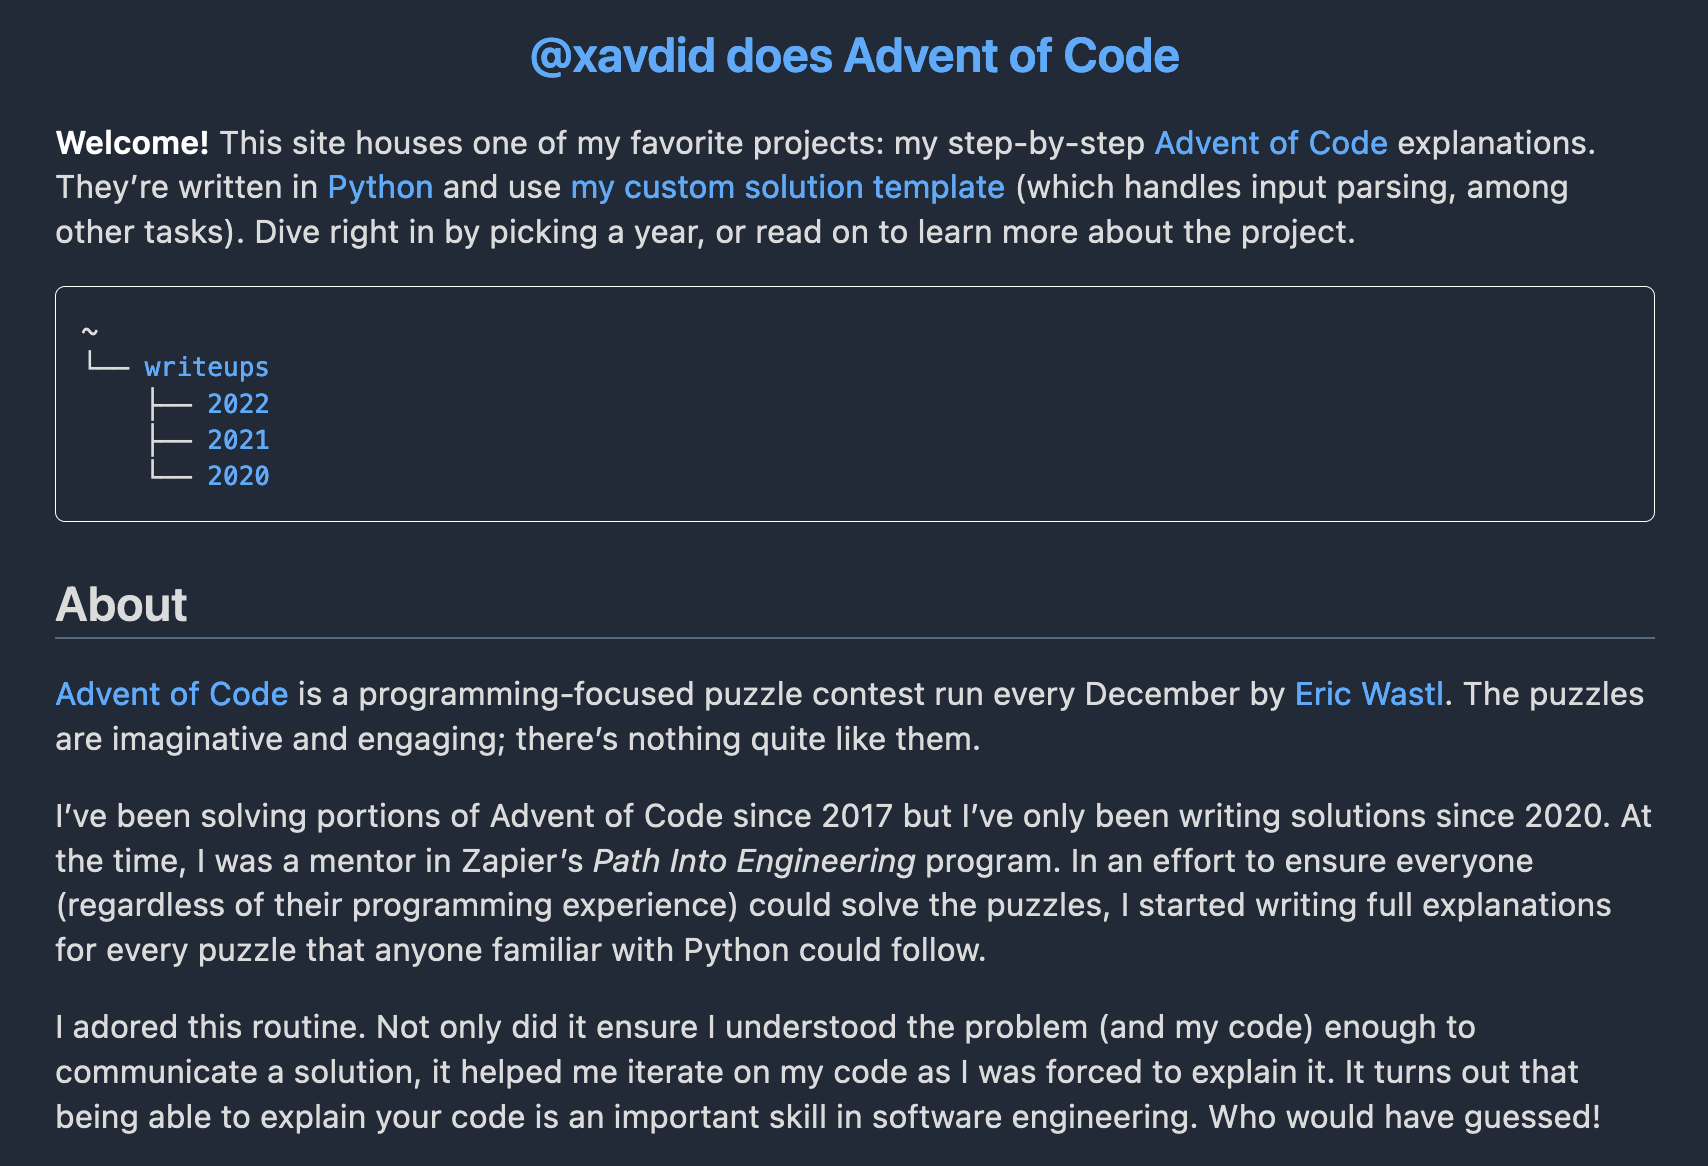 @xavdid does Advent of Code
Welcome! This site houses one of my favorite projects: my step-by-step Advent of Code explanations.
They’re written in Python and use my custom solution template (which handles input parsing, among
other tasks). Dive right in by picking a year, or read on to learn more about the project.
~
└── writeups
    ├── 2022
    ├── 2021
    └── 2020
About
Advent of Code is a programming-focused puzzle contest run every December by Eric Wastl. The puzzles
are imaginative and engaging; there’s nothing quite like them.
I’ve been solving portions of Advent of Code since 2017 but I’ve only been writing solutions since 2020. At
the time, I was a mentor in Zapier’s Path Into Engineering program. In an effort to ensure everyone
(regardless of their programming experience) could solve the puzzles, I started writing full explanations
for every puzzle that anyone familiar with Python could follow.
I adored this routine. Not only did it ensure I understood the problem (and my code) enough to
communicate a solution, it helped me iterate on my code as I was forced to explain it. It turns out that
being able to explain your code is an important skill in software engineering. Who would have guessed!